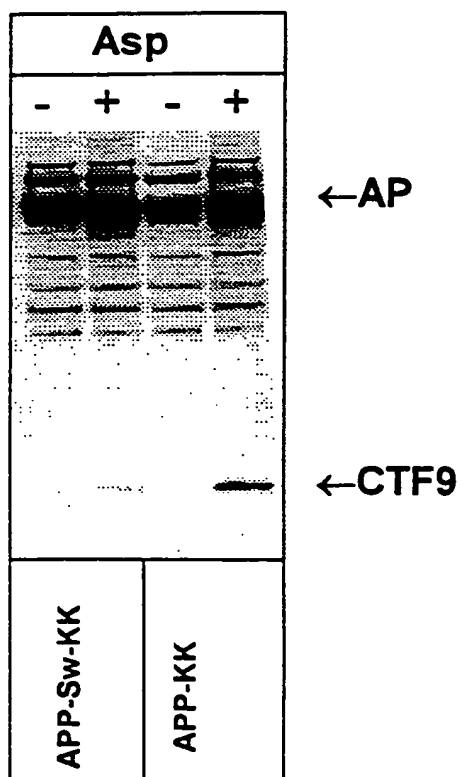 Asp
- + - +
←AP
←CTF9
APP-Sw-KK
APP-KK